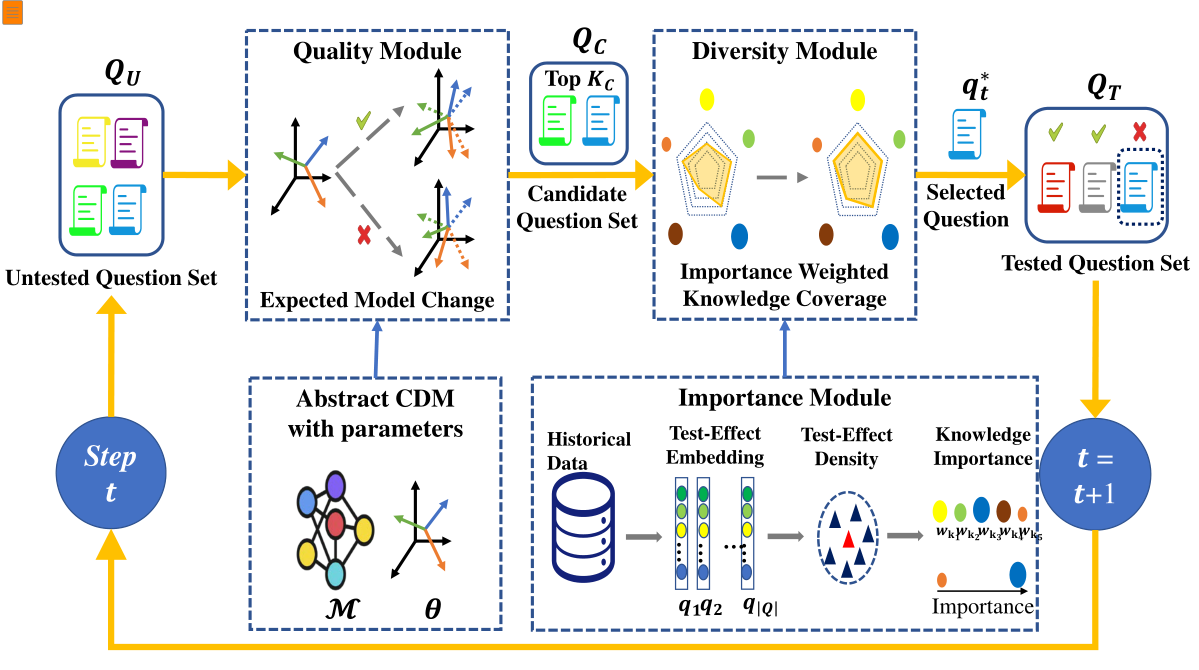 Q_U
Untested Question Set
Quality Module
Expected Model Change
Q_C
Top K_C
Candidate
Question Set
Diversity Module
Importance Weighted
Knowledge Coverage
q_t^*
Selected
Question
Q_T
Tested Question Set
Step
t
Abstract CDM
with parameters
ℳ
θ
Importance Module
Historical
Data
Test-Effect
Embedding
q_1 q_2 ... q_|Q|
Test-Effect
Density
Knowledge
Importance
w_k1 w_k2 w_k3 w_k4 w_k5
Importance
t =
t+1